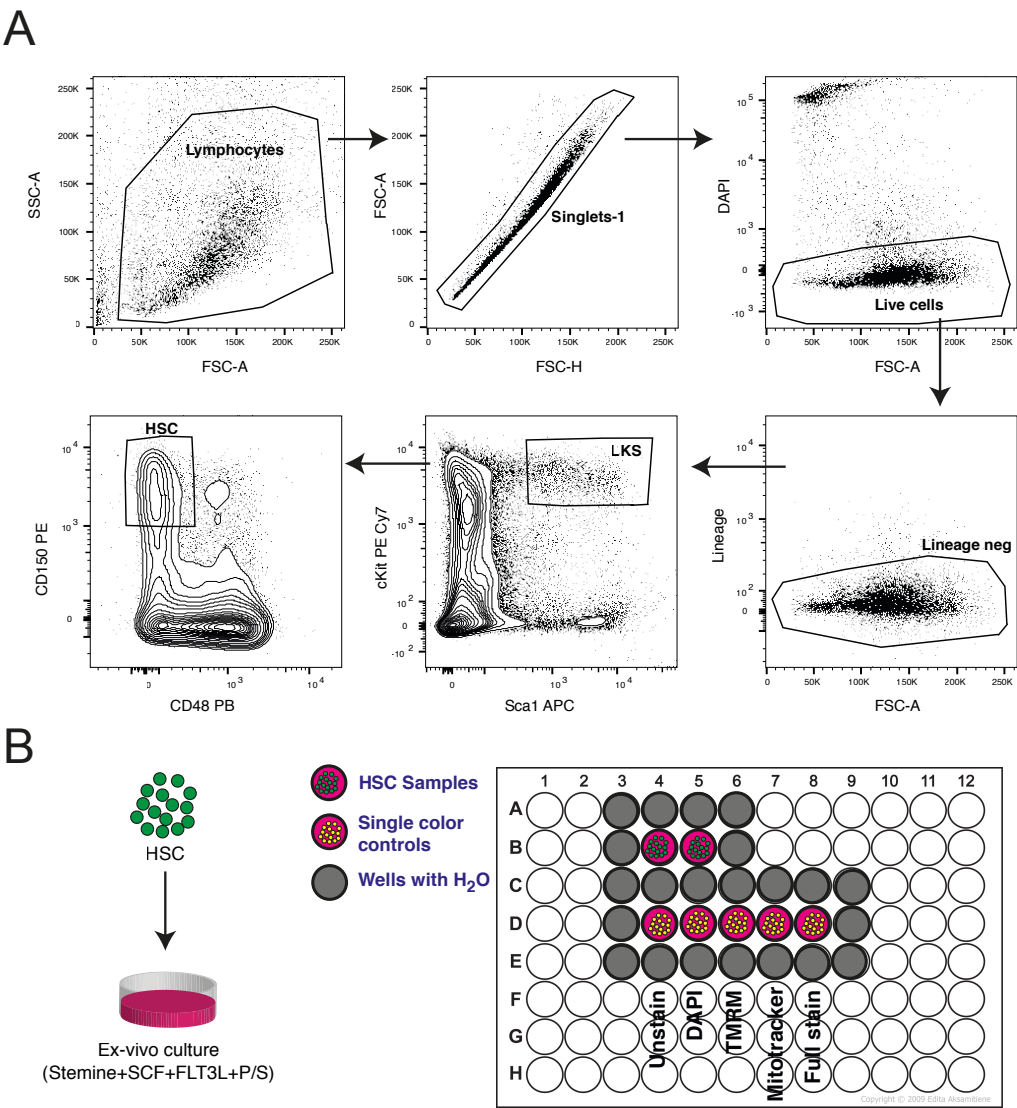 A
250K
200K
150K
100K
50K
0
SSC-A
Lymphocytes
0 50K 100K 150K 200K 250K
FSC-A
250K
200K
150K
100K
50K
0
FSC-A
Singlets-1
0 50K 100K 150K 200K 250K
FSC-H
10 5
10 4
10 3
0
-10 3
DAPI
Live cells
0 50K 100K 150K 200K 250K
FSC-A
10 4
10 3
0
CD150 PE
HSC
0 10 3 10 4
CD48 PB
10 4
10 3
10 2
0
-10 2
cKit PE Cy7
LKS
0 10 3 10 4
Sca1 APC
10 4
10 3
10 2
0
Lineage
Lineage neg
0 50K 100K 150K 200K 250K
FSC-A
B
HSC
Ex-vivo culture
(Stemine+SCF+FLT3L+P/S)
HSC Samples
Single color
controls
Wells with H2O
1 2 3 4 5 6 7 8 9 10 11 12
A
B
C
D
E
F
G
H
Unstain
DAPI
TMRM
Mitotracker
Full stain
Copyright © 2009 Edita Aksamitiene